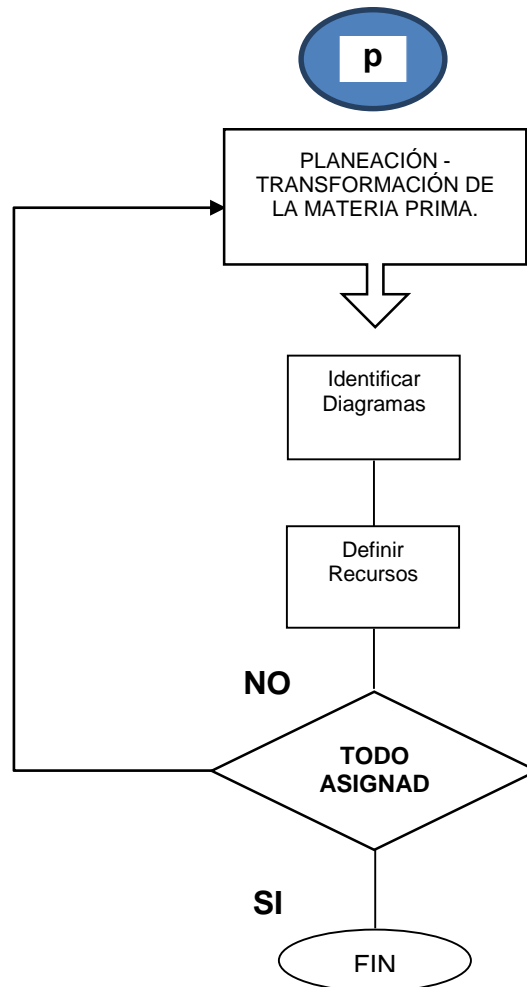 p
PLANEACIÓN -
TRANSFORMACIÓN DE
LA MATERIA PRIMA.
Identificar
Diagramas
Definir
Recursos
NO
TODO
ASIGNAD
SI
FIN